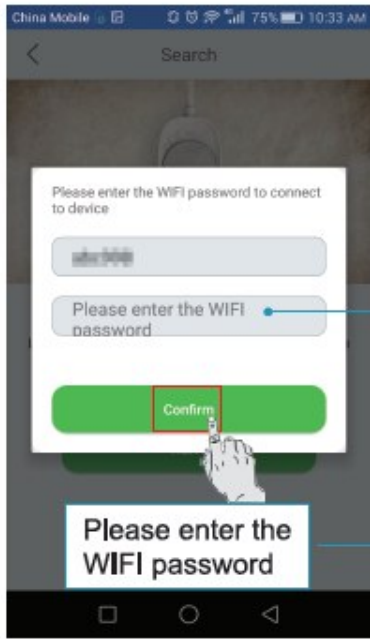 China Mobile 75% 10:33 AM
Search
Please enter the WIFI password to connect
to device
Please enter the WIFI
password
Confirm
Please enter the
WIFI password